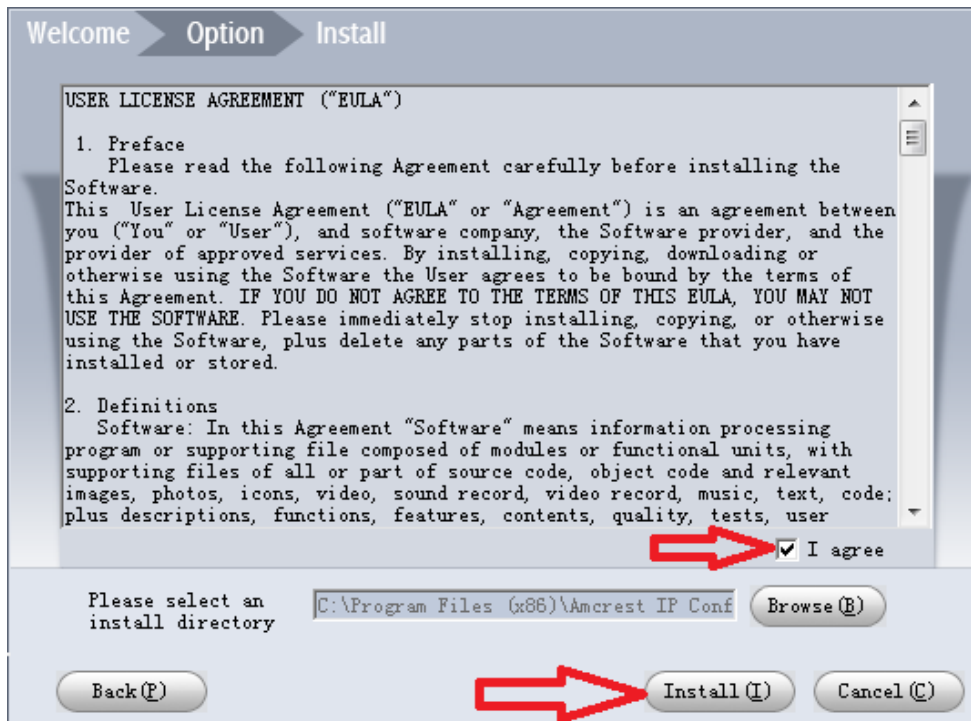 Welcome Option Install
USER LICENSE AGREEMENT ("EULA")
1. Preface
Please read the following Agreement carefully before installing the
Software.
This User License Agreement ("EULA" or "Agreement") is an agreement between
you ("You" or "User"), and software company, the Software provider, and the
provider of approved services. By installing, copying, downloading or
otherwise using the Software the User agrees to be bound by the terms of
this Agreement. IF YOU DO NOT AGREE TO THE TERMS OF THIS EULA, YOU MAY NOT
USE THE SOFTWARE. Please immediately stop installing, copying, or otherwise
using the Software, plus delete any parts of the Software that you have
installed or stored.
2. Definitions
Software: In this Agreement "Software" means information processing
program or supporting file composed of modules or functional units, with
supporting files of all or part of source code, object code and relevant
images, photos, icons, video, sound record, video record, music, text, code;
plus descriptions, functions, features, contents, quality, tests, user
I agree
Please select an
install directory
C:\Program Files (x86)\Amcrest IP Conf
Browse(B)
Back(P)
Install(I)
Cancel(C)